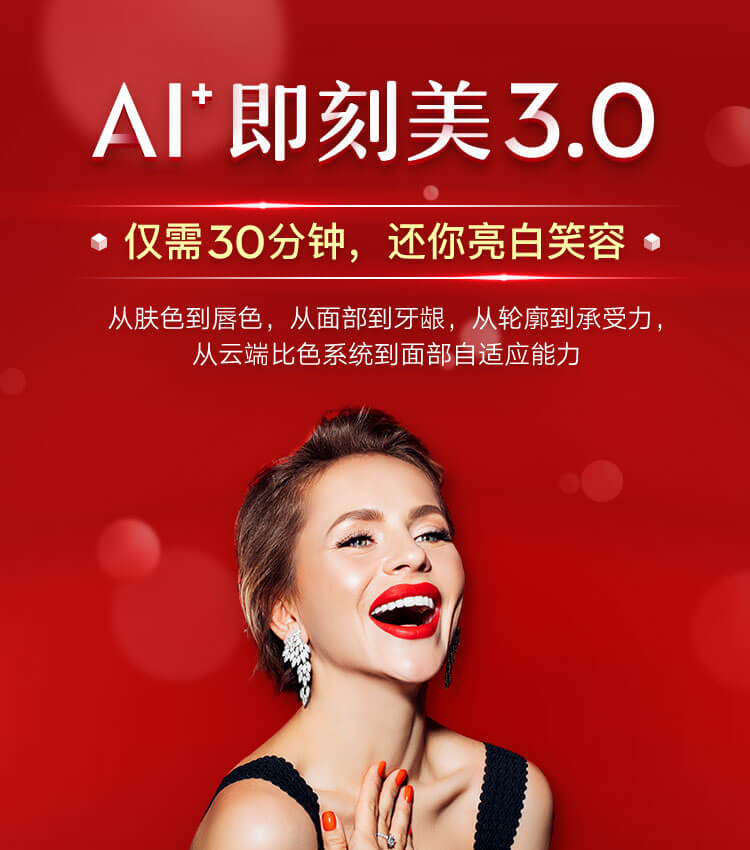 AI+即刻美3.0
仅需30分钟，还你亮白笑容
从肤色到唇色，从面部到牙龈，从轮廓到承受力，
从云端比色系统到面部自适应能力